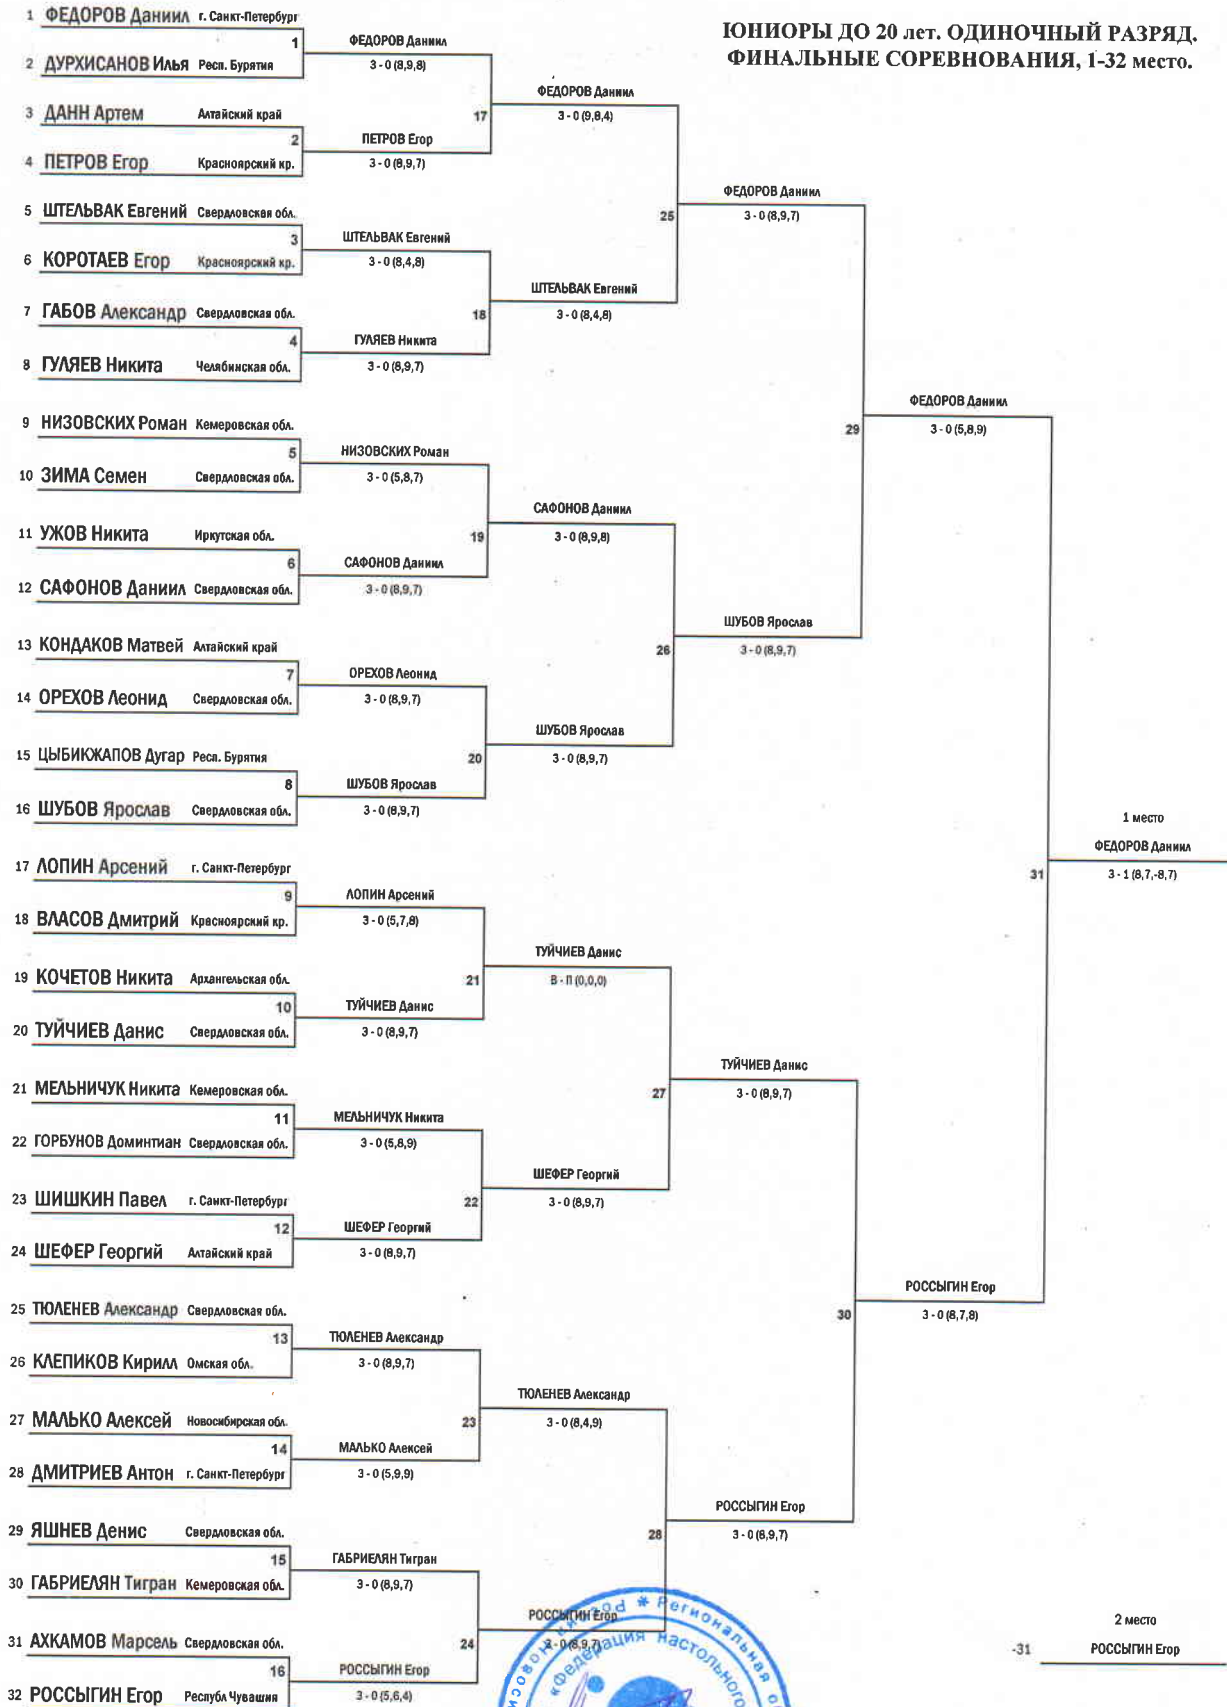 ЮНИОРЫ ДО 20 лет. ОДИНОЧНЫЙ РАЗРЯД.
ФИНАЛЬНЫЕ СОРЕВНОВАНИЯ, 1-32 место.
1 ФЕДОРОВ Даниил г. Санкт-Петербург
1 ФЕДОРОВ Даниил
2 ДУРХИСАНОВ Илья Респ. Бурятия
3 - 0 (8,9,8)
ФЕДОРОВ Даниил
3 ДАНН Артем Алтайский край
17 3 - 0 (9,8,4)
2 ПЕТРОВ Егор
4 ПЕТРОВ Егор Красноярский кр.
3 - 0 (8,9,7)
ФЕДОРОВ Даниил
5 ШТЕЛЬВАК Евгений Свердловская обл.
25 3 - 0 (8,9,7)
3 ШТЕЛЬВАК Евгений
6 КОРОТАЕВ Егор Красноярский кр.
3 - 0 (8,4,8)
ШТЕЛЬВАК Евгений
7 ГАБОВ Александр Свердловская обл.
18 3 - 0 (8,4,8)
4 ГУЛЯЕВ Никита
8 ГУЛЯЕВ Никита Челябинская обл.
3 - 0 (8,9,7)
ФЕДОРОВ Даниил
9 НИЗОВСКИХ Роман Кемеровская обл.
29 3 - 0 (5,8,9)
5 НИЗОВСКИХ Роман
10 ЗИМА Семен Свердловская обл.
3 - 0 (5,8,7)
САФОНОВ Даниил
11 УЖОВ Никита Иркутская обл.
19 3 - 0 (8,9,8)
6 САФОНОВ Даниил
12 САФОНОВ Даниил Свердловская обл.
3 - 0 (8,9,7)
ШУБОВ Ярослав
13 КОНДАКОВ Матвей Алтайский край
26 3 - 0 (8,9,7)
7 ОРЕХОВ Леонид
14 ОРЕХОВ Леонид Свердловская обл.
3 - 0 (8,9,7)
ШУБОВ Ярослав
15 ЦЫБИКЖАПОВ Дугар Респ. Бурятия
20 3 - 0 (8,9,7)
8 ШУБОВ Ярослав
16 ШУБОВ Ярослав Свердловская обл.
3 - 0 (8,9,7)
1 место
ФЕДОРОВ Даниил
17 ЛОПИН Арсений г. Санкт-Петербург
31 3 - 1 (8,7,-8,7)
9 ЛОПИН Арсений
18 ВЛАСОВ Дмитрий Красноярский кр.
3 - 0 (5,7,8)
ТУЙЧИЕВ Данис
19 КОЧЕТОВ Никита Архангельская обл.
21 В - П (0,0,0)
10 ТУЙЧИЕВ Данис
20 ТУЙЧИЕВ Данис Свердловская обл.
3 - 0 (8,9,7)
ТУЙЧИЕВ Данис
21 МЕЛЬНИЧУК Никита Кемеровская обл.
27 3 - 0 (8,9,7)
11 МЕЛЬНИЧУК Никита
22 ГОРБУНОВ Доминтиан Свердловская обл.
3 - 0 (5,8,9)
ШЕФЕР Георгий
23 ШИШКИН Павел г. Санкт-Петербург
22 3 - 0 (8,9,7)
12 ШЕФЕР Георгий
24 ШЕФЕР Георгий Алтайский край
3 - 0 (8,9,7)
РОССЫГИН Егор
25 ТЮЛЕНЕВ Александр Свердловская обл.
30 3 - 0 (8,7,8)
13 ТЮЛЕНЕВ Александр
26 КЛЕПИКОВ Кирилл Омская обл.
3 - 0 (8,9,7)
ТЮЛЕНЕВ Александр
27 МАЛЬКО Алексей Новосибирская обл.
23 3 - 0 (8,4,9)
14 МАЛЬКО Алексей
28 ДМИТРИЕВ Антон г. Санкт-Петербург
3 - 0 (5,9,9)
РОССЫГИН Егор
29 ЯШНЕВ Денис Свердловская обл.
28 3 - 0 (8,9,7)
15 ГАБРИЕЛЯН Тигран
30 ГАБРИЕЛЯН Тигран Кемеровская обл.
3 - 0 (8,9,7)
РОССЫГИН Егор
31 АХКАМОВ Марсель Свердловская обл.
24 3 - 0 (8,9,7)
16 РОССЫГИН Егор
32 РОССЫГИН Егор Республ Чувашия
3 - 0 (5,6,4)
2 место
-31 РОССЫГИН Егор
* Региональная
«Федерация настольного